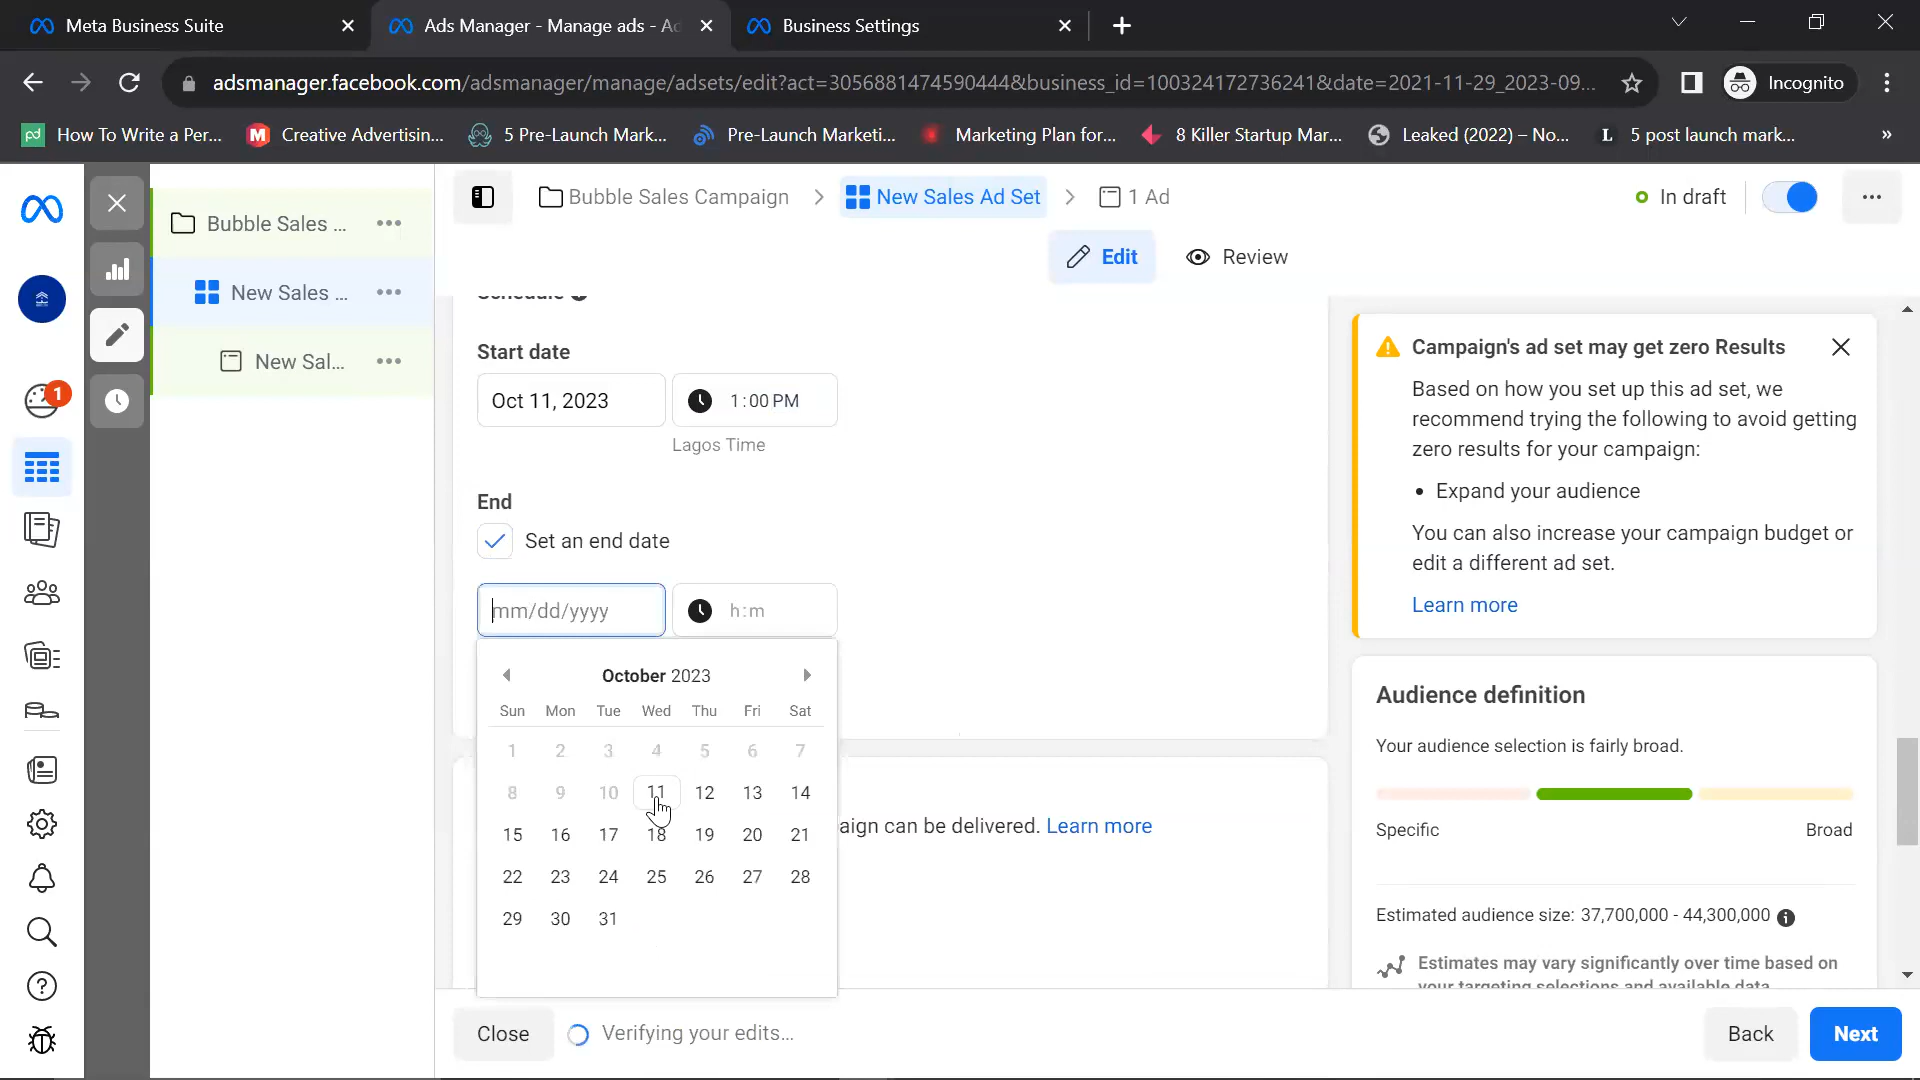 Meta Business Suite
Ads Manager - Manage ads - Ad
Business Settings
adsmanager.facebook.com/adsmanager/manage/adsets/edit?act=3056881474590444&business_id=100324172736241&date=2021-11-29_2023-09...
Incognito
pd How To Write a Per...
M Creative Advertisin...
5 Pre-Launch Mark...
Pre-Launch Marketi...
Marketing Plan for...
8 Killer Startup Mar...
Leaked (2022) – No...
L 5 post launch mark...
»
Bubble Sales ...
New Sales ...
New Sal...
1
Bubble Sales Campaign
New Sales Ad Set
1 Ad
In draft
Edit
Review
Schedule
Start date
Oct 11, 2023
1:00 PM
Lagos Time
End
Set an end date
mm/dd/yyyy
h:m
October 2023
Sun Mon Tue Wed Thu Fri Sat
1 2 3 4 5 6 7
8 9 10 11 12 13 14
15 16 17 18 19 20 21
22 23 24 25 26 27 28
29 30 31
aign can be delivered. Learn more
Campaign's ad set may get zero Results
Based on how you set up this ad set, we
recommend trying the following to avoid getting
zero results for your campaign:
• Expand your audience
You can also increase your campaign budget or
edit a different ad set.
Learn more
Audience definition
Your audience selection is fairly broad.
Specific
Broad
Estimated audience size: 37,700,000 - 44,300,000
Estimates may vary significantly over time based on
your targeting selections and available data.
Close
Verifying your edits...
Back
Next